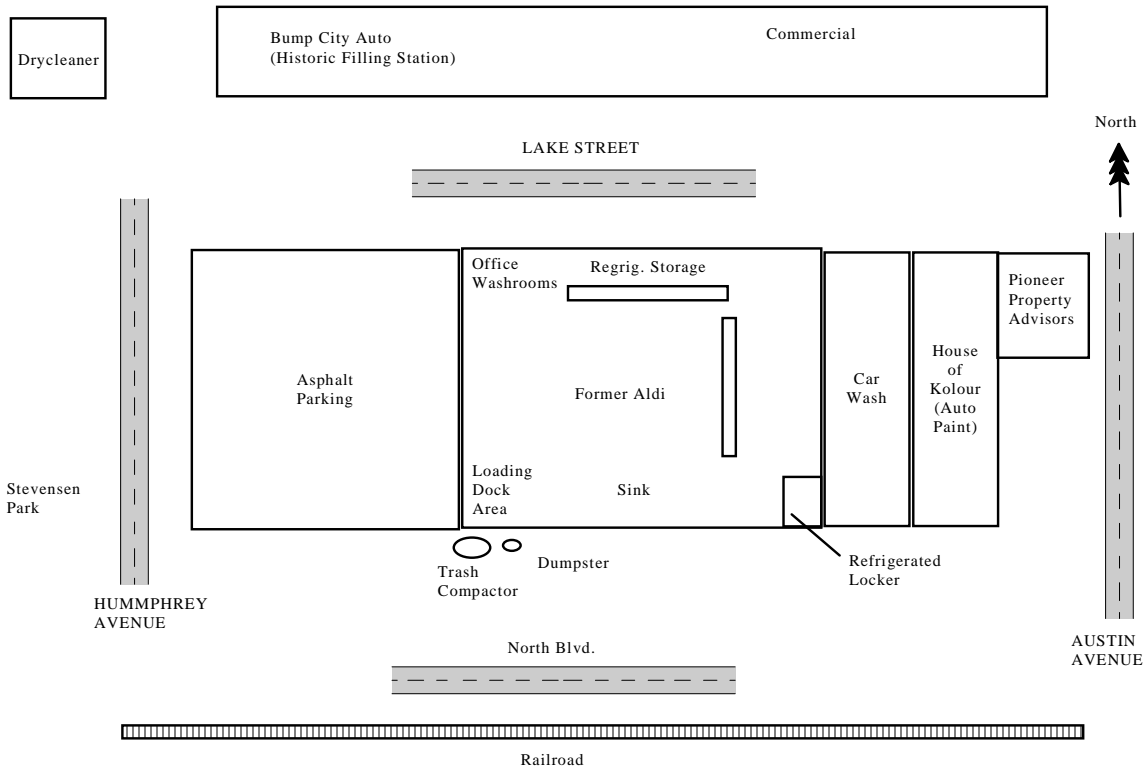 Drycleaner
Bump City Auto
(Historic Filling Station)
Commercial
North
LAKE STREET
Office
Washrooms
Regrig. Storage
Pioneer
Property
Advisors
Asphalt
Parking
Former Aldi
Car
Wash
House
of
Kolour
(Auto
Paint)
Stevensen
Park
Loading
Dock
Area
Sink
Trash
Compactor
Dumpster
Refrigerated
Locker
HUMMPHREY
AVENUE
AUSTIN
AVENUE
North Blvd.
Railroad